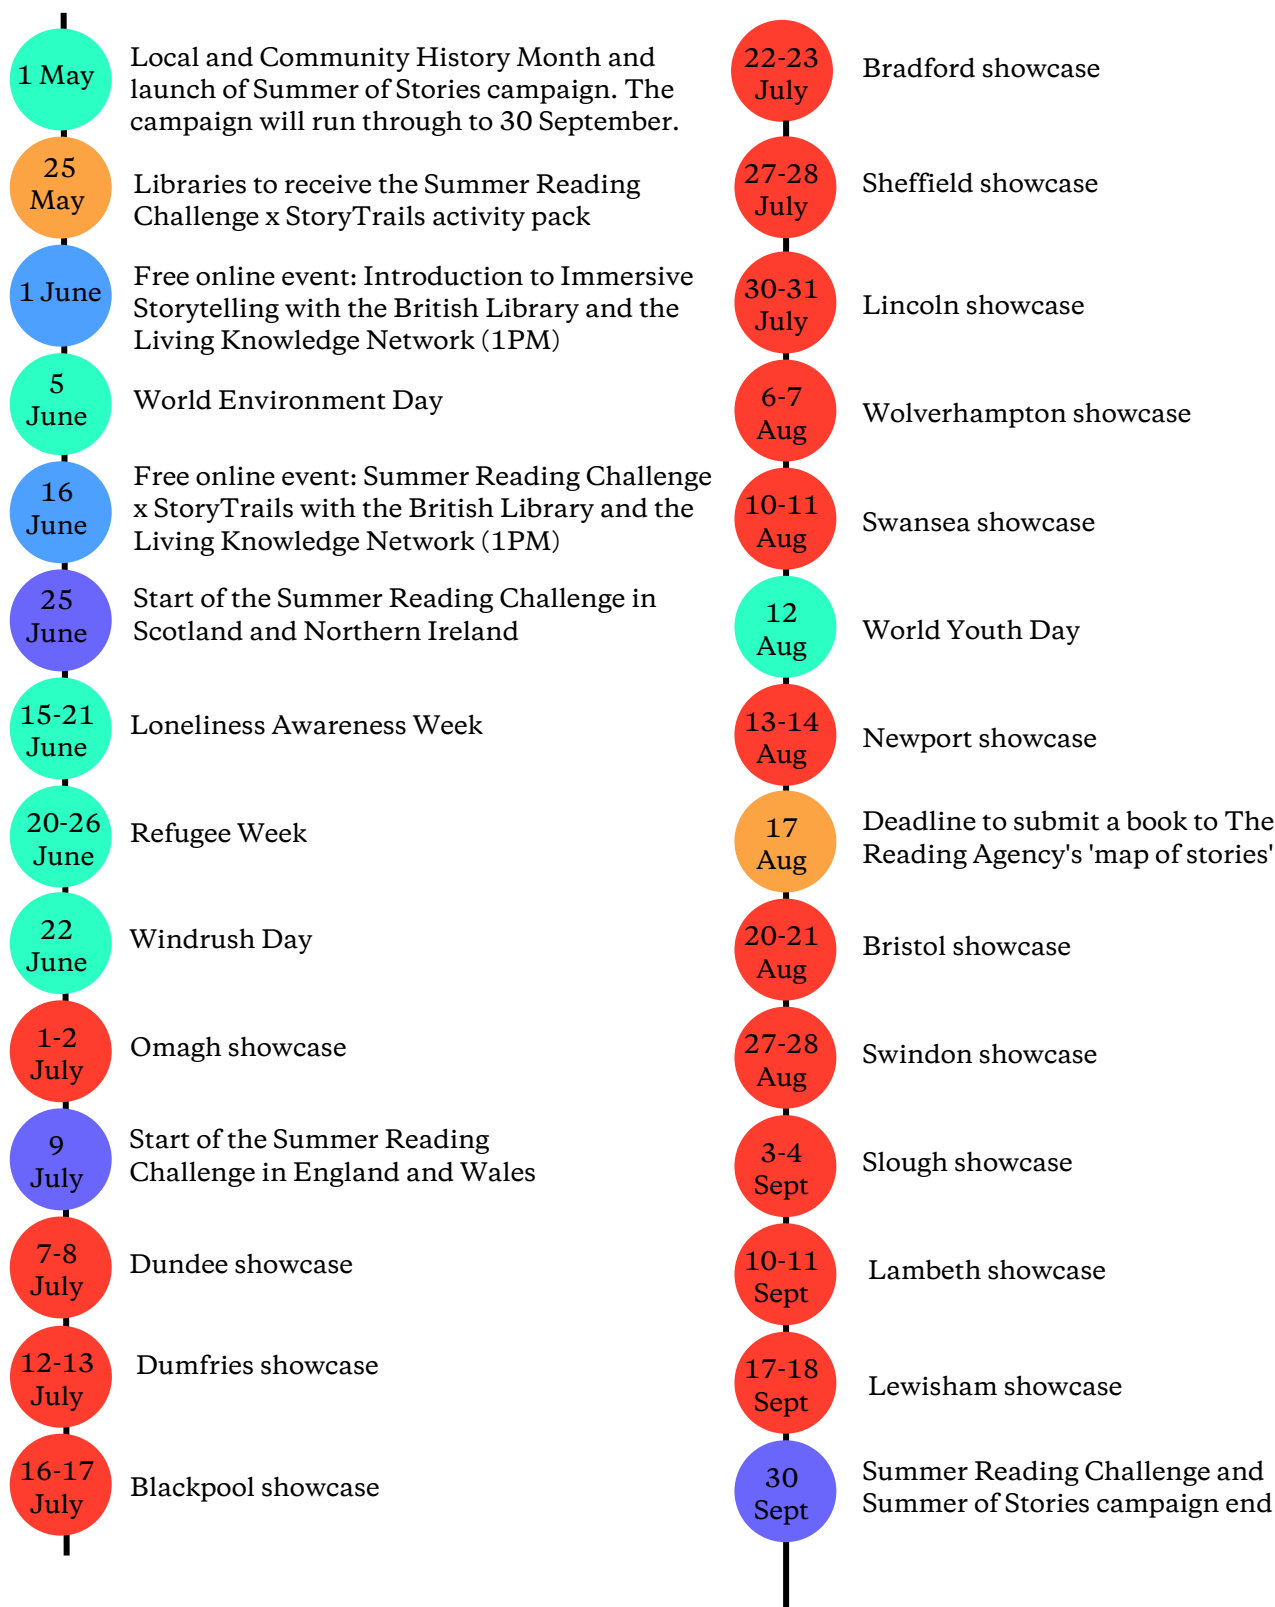 1 May
Local and Community History Month and
launch of Summer of Stories campaign. The
campaign will run through to 30 September.
25
May
Libraries to receive the Summer Reading
Challenge x StoryTrails activity pack
1 June
Free online event: Introduction to Immersive
Storytelling with the British Library and the
Living Knowledge Network (1PM)
5
June
World Environment Day
16
June
Free online event: Summer Reading Challenge
x StoryTrails with the British Library and the
Living Knowledge Network (1PM)
25
June
Start of the Summer Reading Challenge in
Scotland and Northern Ireland
15-21
June
Loneliness Awareness Week
20-26
June
Refugee Week
22
June
Windrush Day
1-2
July
Omagh showcase
9
July
Start of the Summer Reading
Challenge in England and Wales
7-8
July
Dundee showcase
12-13
July
Dumfries showcase
16-17
July
Blackpool showcase
22-23
July
Bradford showcase
27-28
July
Sheffield showcase
30-31
July
Lincoln showcase
6-7
Aug
Wolverhampton showcase
10-11
Aug
Swansea showcase
12
Aug
World Youth Day
13-14
Aug
Newport showcase
17
Aug
Deadline to submit a book to The
Reading Agency's 'map of stories'
20-21
Aug
Bristol showcase
27-28
Aug
Swindon showcase
3-4
Sept
Slough showcase
10-11
Sept
Lambeth showcase
17-18
Sept
Lewisham showcase
30
Sept
Summer Reading Challenge and
Summer of Stories campaign end